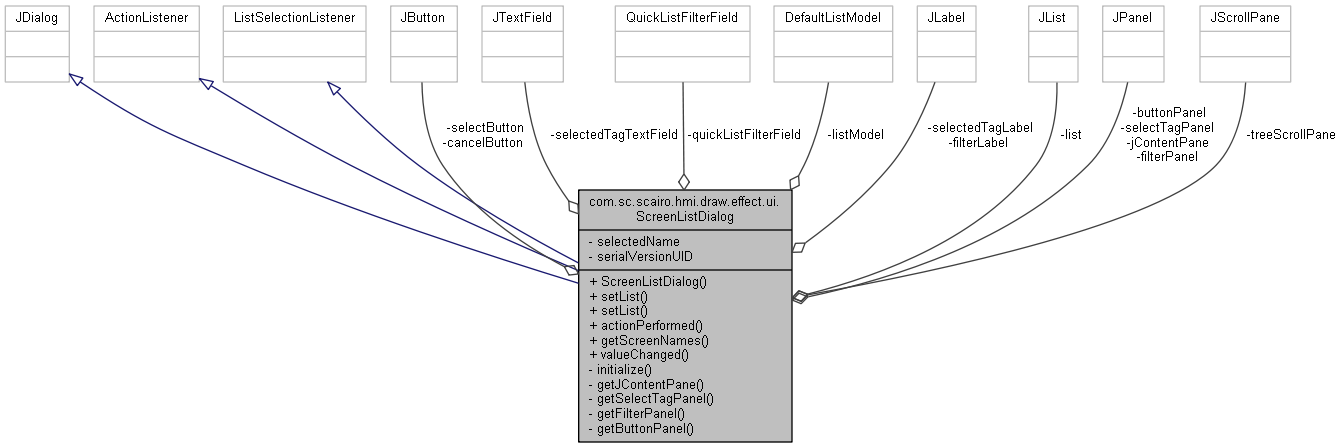 JDialog
ActionListener
ListSelectionListener
JButton
JTextField
QuickListFilterField
DefaultListModel
JLabel
JList
JPanel
JScrollPane
-selectButton
-cancelButton
-selectedTagTextField
-quickListFilterField
-listModel
-selectedTagLabel
-filterLabel
-list
-buttonPanel
-selectTagPanel
-jContentPane
-filterPanel
-treeScrollPane
com.sc.scairo.hmi.draw.effect.ui.
ScreenListDialog
- selectedName
- serialVersionUID
+ ScreenListDialog()
+ setList()
+ setList()
+ actionPerformed()
+ getScreenNames()
+ valueChanged()
- initialize()
- getJContentPane()
- getSelectTagPanel()
- getFilterPanel()
- getButtonPanel()